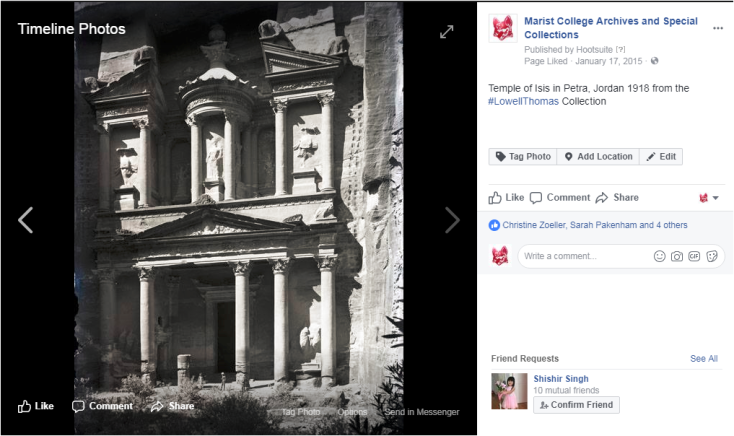 Timeline Photos
Like Comment Share
Tag Photo Options Send in Messenger
Marist College Archives and Special
Collections
Published by Hootsuite [?]
Page Liked · January 17, 2015 ·
Temple of Isis in Petra, Jordan 1918 from the
#LowellThomas Collection
Tag Photo Add Location Edit
Like Comment Share
Christine Zoeller, Sarah Pakenham and 4 others
Write a comment...
GIF
Friend Requests See All
Shishir Singh
10 mutual friends
Confirm Friend